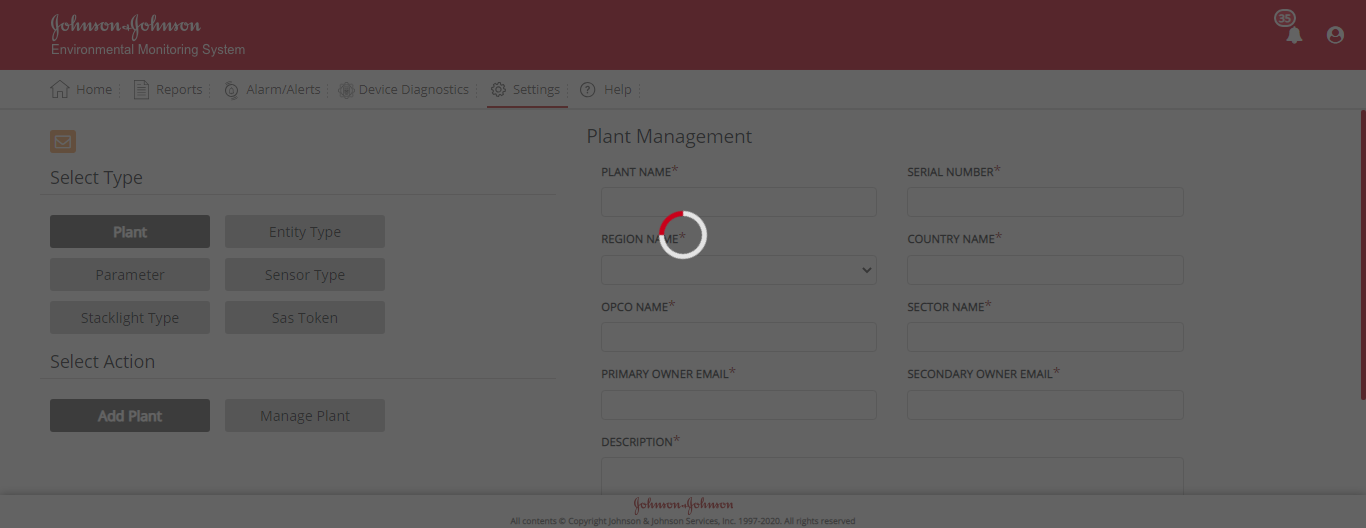 Johnson&Johnson
35
Environmental Monitoring System
Home
Reports
Alarm/Alerts
Device Diagnostics
Settings
Help
Select Type
Plant
Entity Type
Parameter
Sensor Type
Stacklight Type
Sas Token
Select Action
Add Plant
Manage Plant
Plant Management
PLANT NAME*
SERIAL NUMBER*
REGION NAME*
COUNTRY NAME*
OPCO NAME*
SECTOR NAME*
PRIMARY OWNER EMAIL*
SECONDARY OWNER EMAIL*
DESCRIPTION*
Johnson&Johnson
All contents © Copyright Johnson & Johnson Services, Inc. 1997-2020. All rights reserved